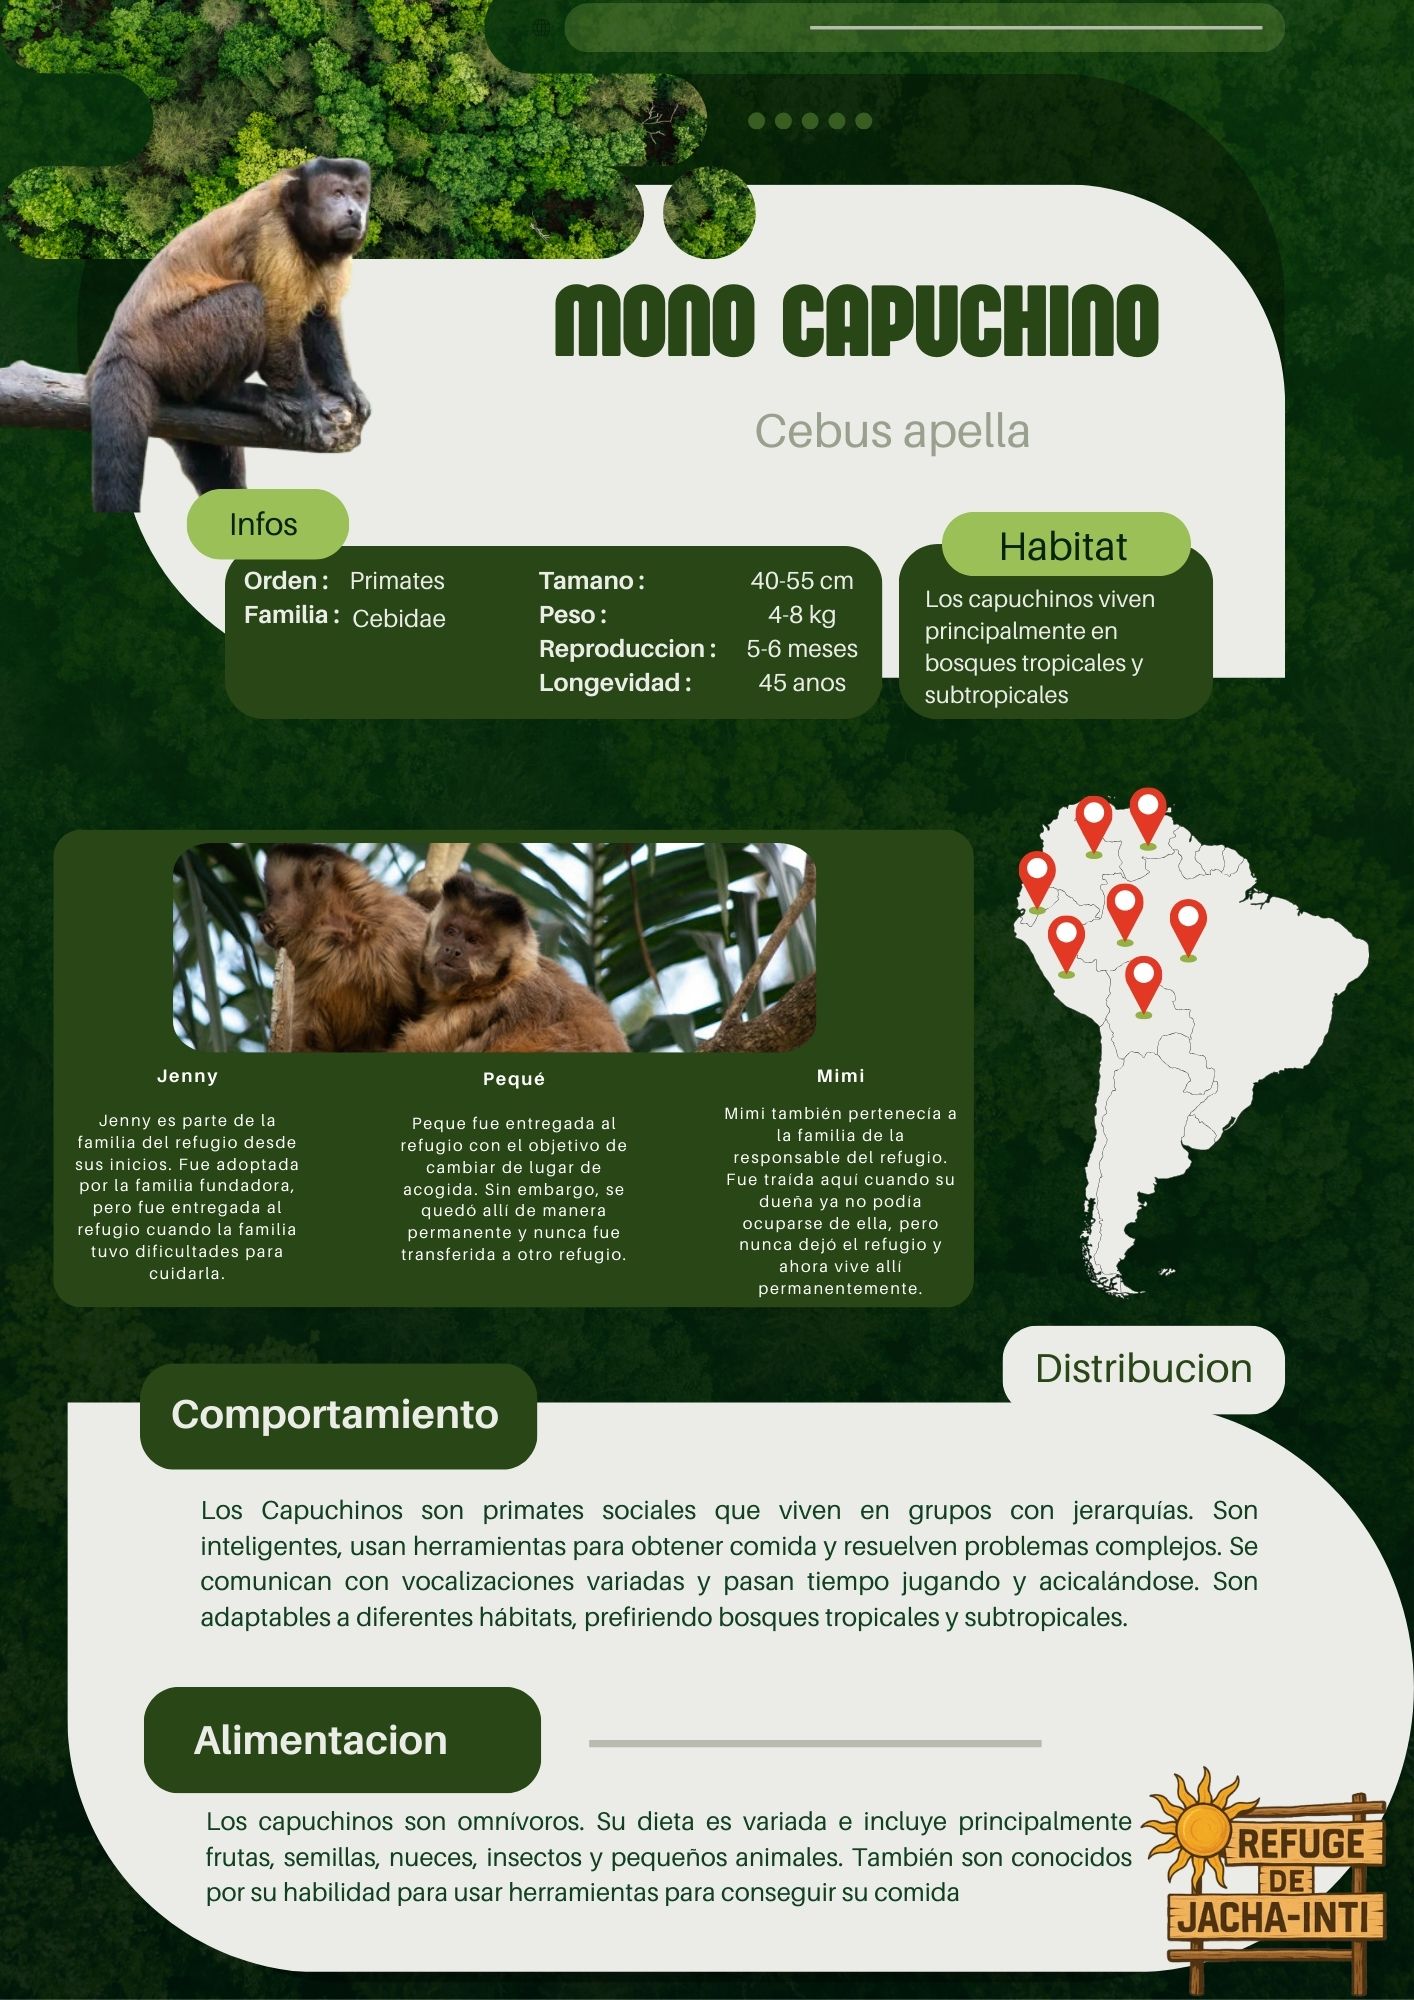 MONO CAPUCHINO
Cebus apella
Infos
Orden : Primates
Familia : Cebidae
Tamano : 40-55 cm
Peso : 4-8 kg
Reproduccion : 5-6 meses
Longevidad : 45 anos
Habitat
Los capuchinos viven
principalmente en
bosques tropicales y
subtropicales
Jenny
Jenny es parte de la
familia del refugio desde
sus inicios. Fue adoptada
por la familia fundadora,
pero fue entregada al
refugio cuando la familia
tuvo dificultades para
cuidarla.
Pequé
Peque fue entregada al
refugio con el objetivo de
cambiar de lugar de
acogida. Sin embargo, se
quedó allí de manera
permanente y nunca fue
transferida a otro refugio.
Mimi
Mimi también pertenecía a
la familia de la
responsable del refugio.
Fue traída aquí cuando su
dueña ya no podía
ocuparse de ella, pero
nunca dejó el refugio y
ahora vive allí
permanentemente.
Distribucion
Comportamiento
Los Capuchinos son primates sociales que viven en grupos con jerarquías. Son
inteligentes, usan herramientas para obtener comida y resuelven problemas complejos. Se
comunican con vocalizaciones variadas y pasan tiempo jugando y acicalándose. Son
adaptables a diferentes hábitats, prefiriendo bosques tropicales y subtropicales.
Alimentacion
Los capuchinos son omnívoros. Su dieta es variada e incluye principalmente
frutas, semillas, nueces, insectos y pequeños animales. También son conocidos
por su habilidad para usar herramientas para conseguir su comida
REFUGE
DE
JACHA-INTI